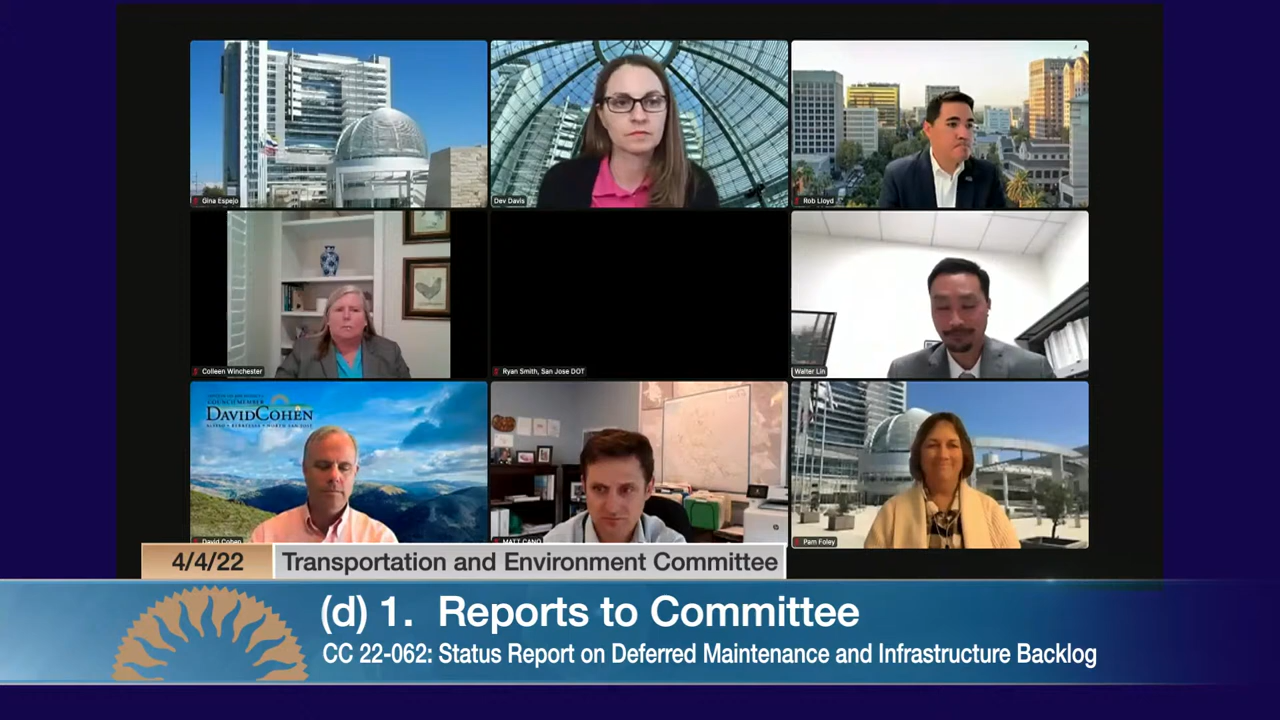 Gina Espejo
Dev Davis
Rob Lloyd
Colleen Winchester
Ryan Smith, San Jose DOT
Walter Lin
COUNCILMEMBER
DAVID COHEN
David Cohen
MATT CANO
Pam Foley
4/4/22
Transportation and Environment Committee
(d) 1. Reports to Committee
CC 22-062: Status Report on Deferred Maintenance and Infrastructure Backlog